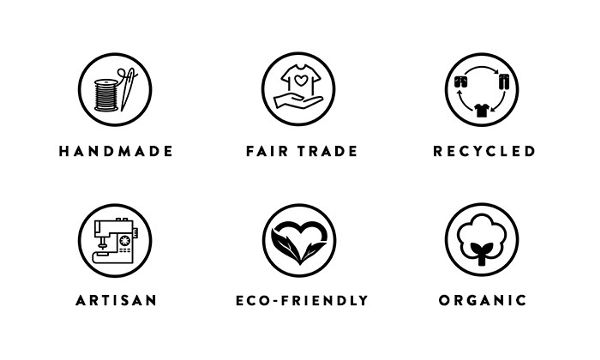 HANDMADE
FAIR TRADE
RECYCLED
ARTISAN
ECO-FRIENDLY
ORGANIC